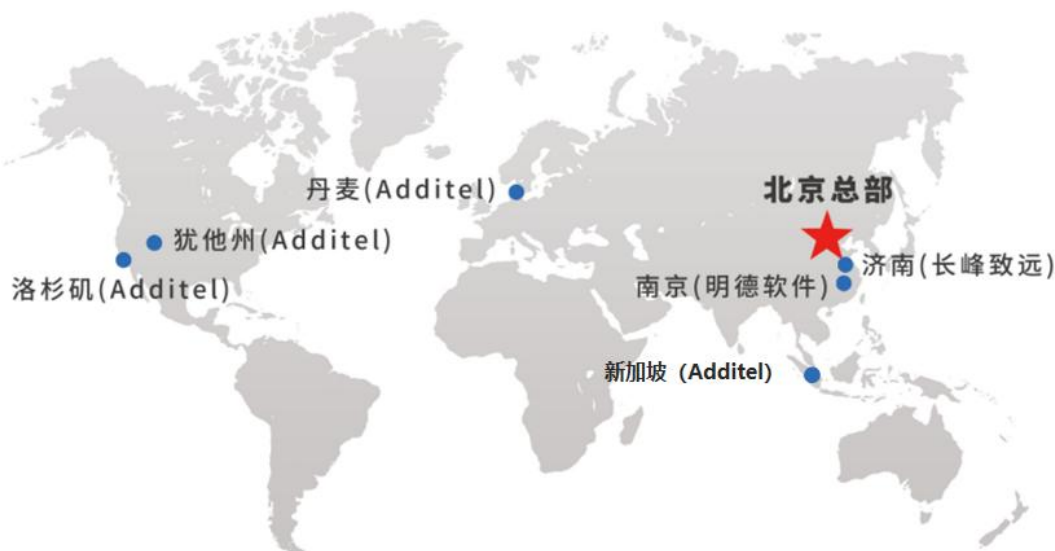 丹麦(Additel)
北京总部
犹他州(Additel)
济南(长峰致远)
洛杉矶(Additel)
南京(明德软件)
新加坡（Additel）